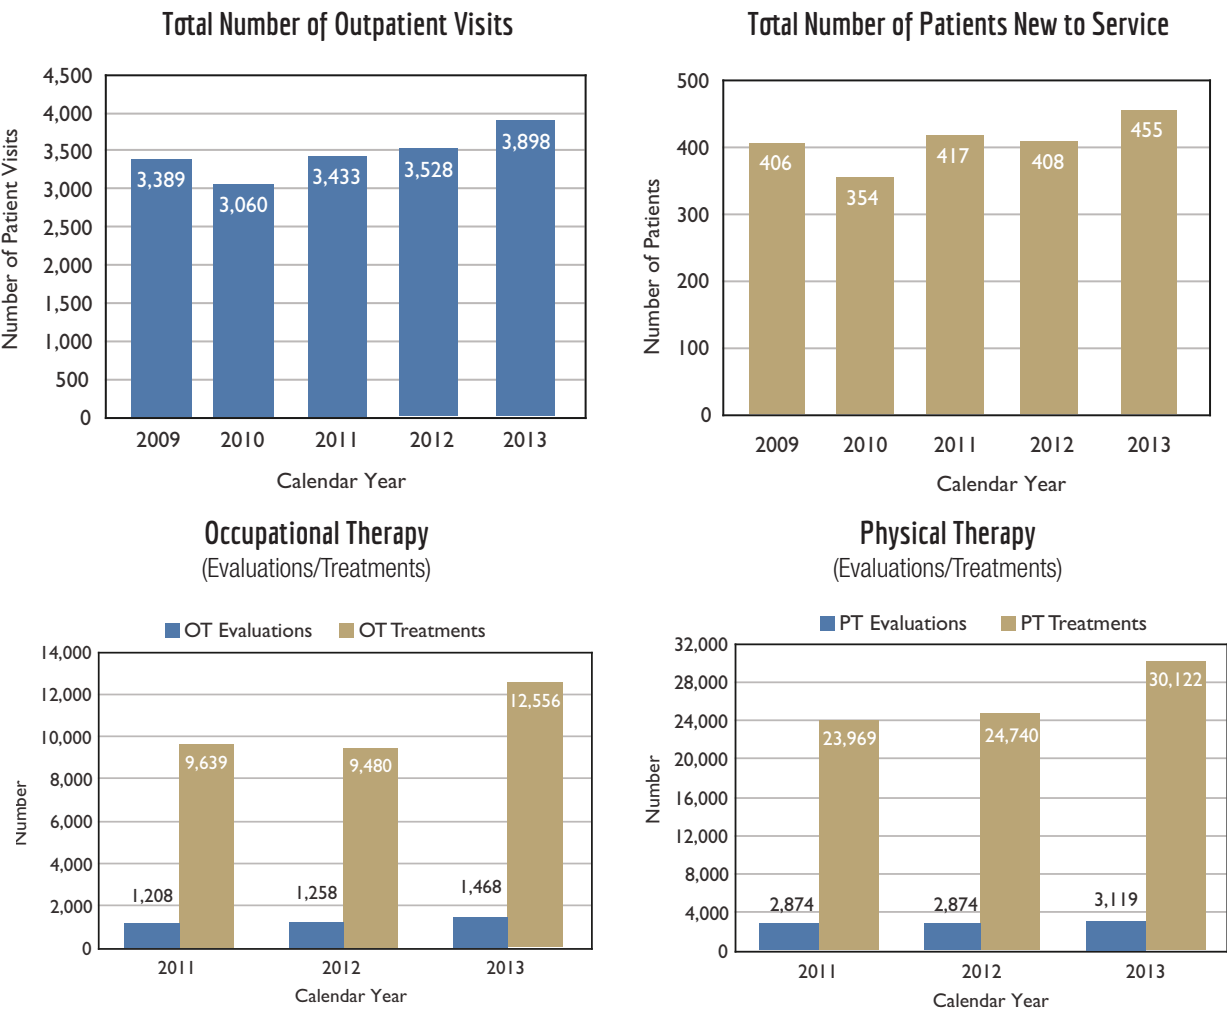 Total Number of Outpatient Visits
4,500
4,000
3,500
3,000
2,500
2,000
1,500
1,000
500
0
Number of Patient Visits
3,389
3,060
3,433
3,528
3,898
2009 2010 2011 2012 2013
Calendar Year
Total Number of Patients New to Service
500
400
300
200
100
0
Number of Patients
406
354
417
408
455
2009 2010 2011 2012 2013
Calendar Year
Occupational Therapy
(Evaluations/Treatments)
OT Evaluations OT Treatments
14,000
12,000
10,000
8,000
6,000
4,000
2,000
0
Number
1,208
9,639
1,258
9,480
1,468
12,556
2011 2012 2013
Calendar Year
Physical Therapy
(Evaluations/Treatments)
PT Evaluations PT Treatments
32,000
28,000
24,000
20,000
16,000
12,000
8,000
4,000
0
Number
2,874
23,969
2,874
24,740
3,119
30,122
2011 2012 2013
Calendar Year